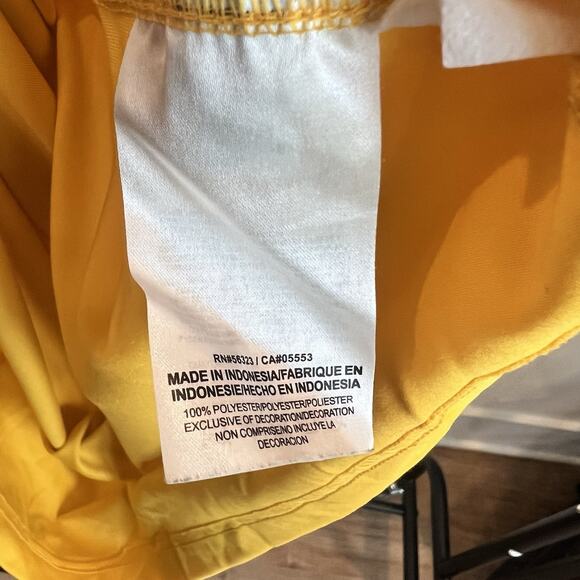 RN#56323 / CA#05553
MADE IN INDONESIA/FABRIQUE EN
INDONESIE/HECHO EN INDONESIA
100% POLYESTER/POLYESTER/POLIESTER
EXCLUSIVE OF DECORATION/DECORATION
NON COMPRISE/NO INCLUYE LA
DECORACION